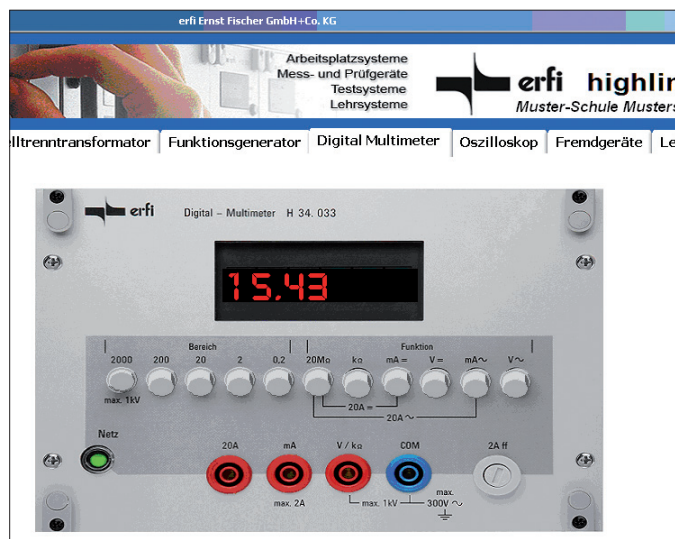 erfi Ernst Fischer GmbH+Co. KG
Arbeitsplatzsysteme
Mess- und Prüfgeräte
Testsysteme
Lehrsysteme
erfi highlin
Muster-Schule Musters
lltrenntransformator Funktionsgenerator Digital Multimeter Oszilloskop Fremdgeräte Le
erfi Digital – Multimeter H 34. 033
15.43
Bereich Funktion
2000 200 20 2 0,2 20MΩ kΩ mA= V= mA~ V~
max. 1kV
20A =
20A ~
Netz
20A mA V / kΩ COM 2A ff
max. 2A max. 1kV max.
300V ~